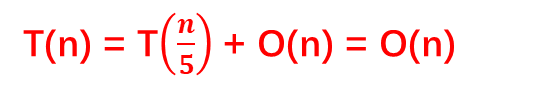 T(n) = T(n/5) + O(n) = O(n)